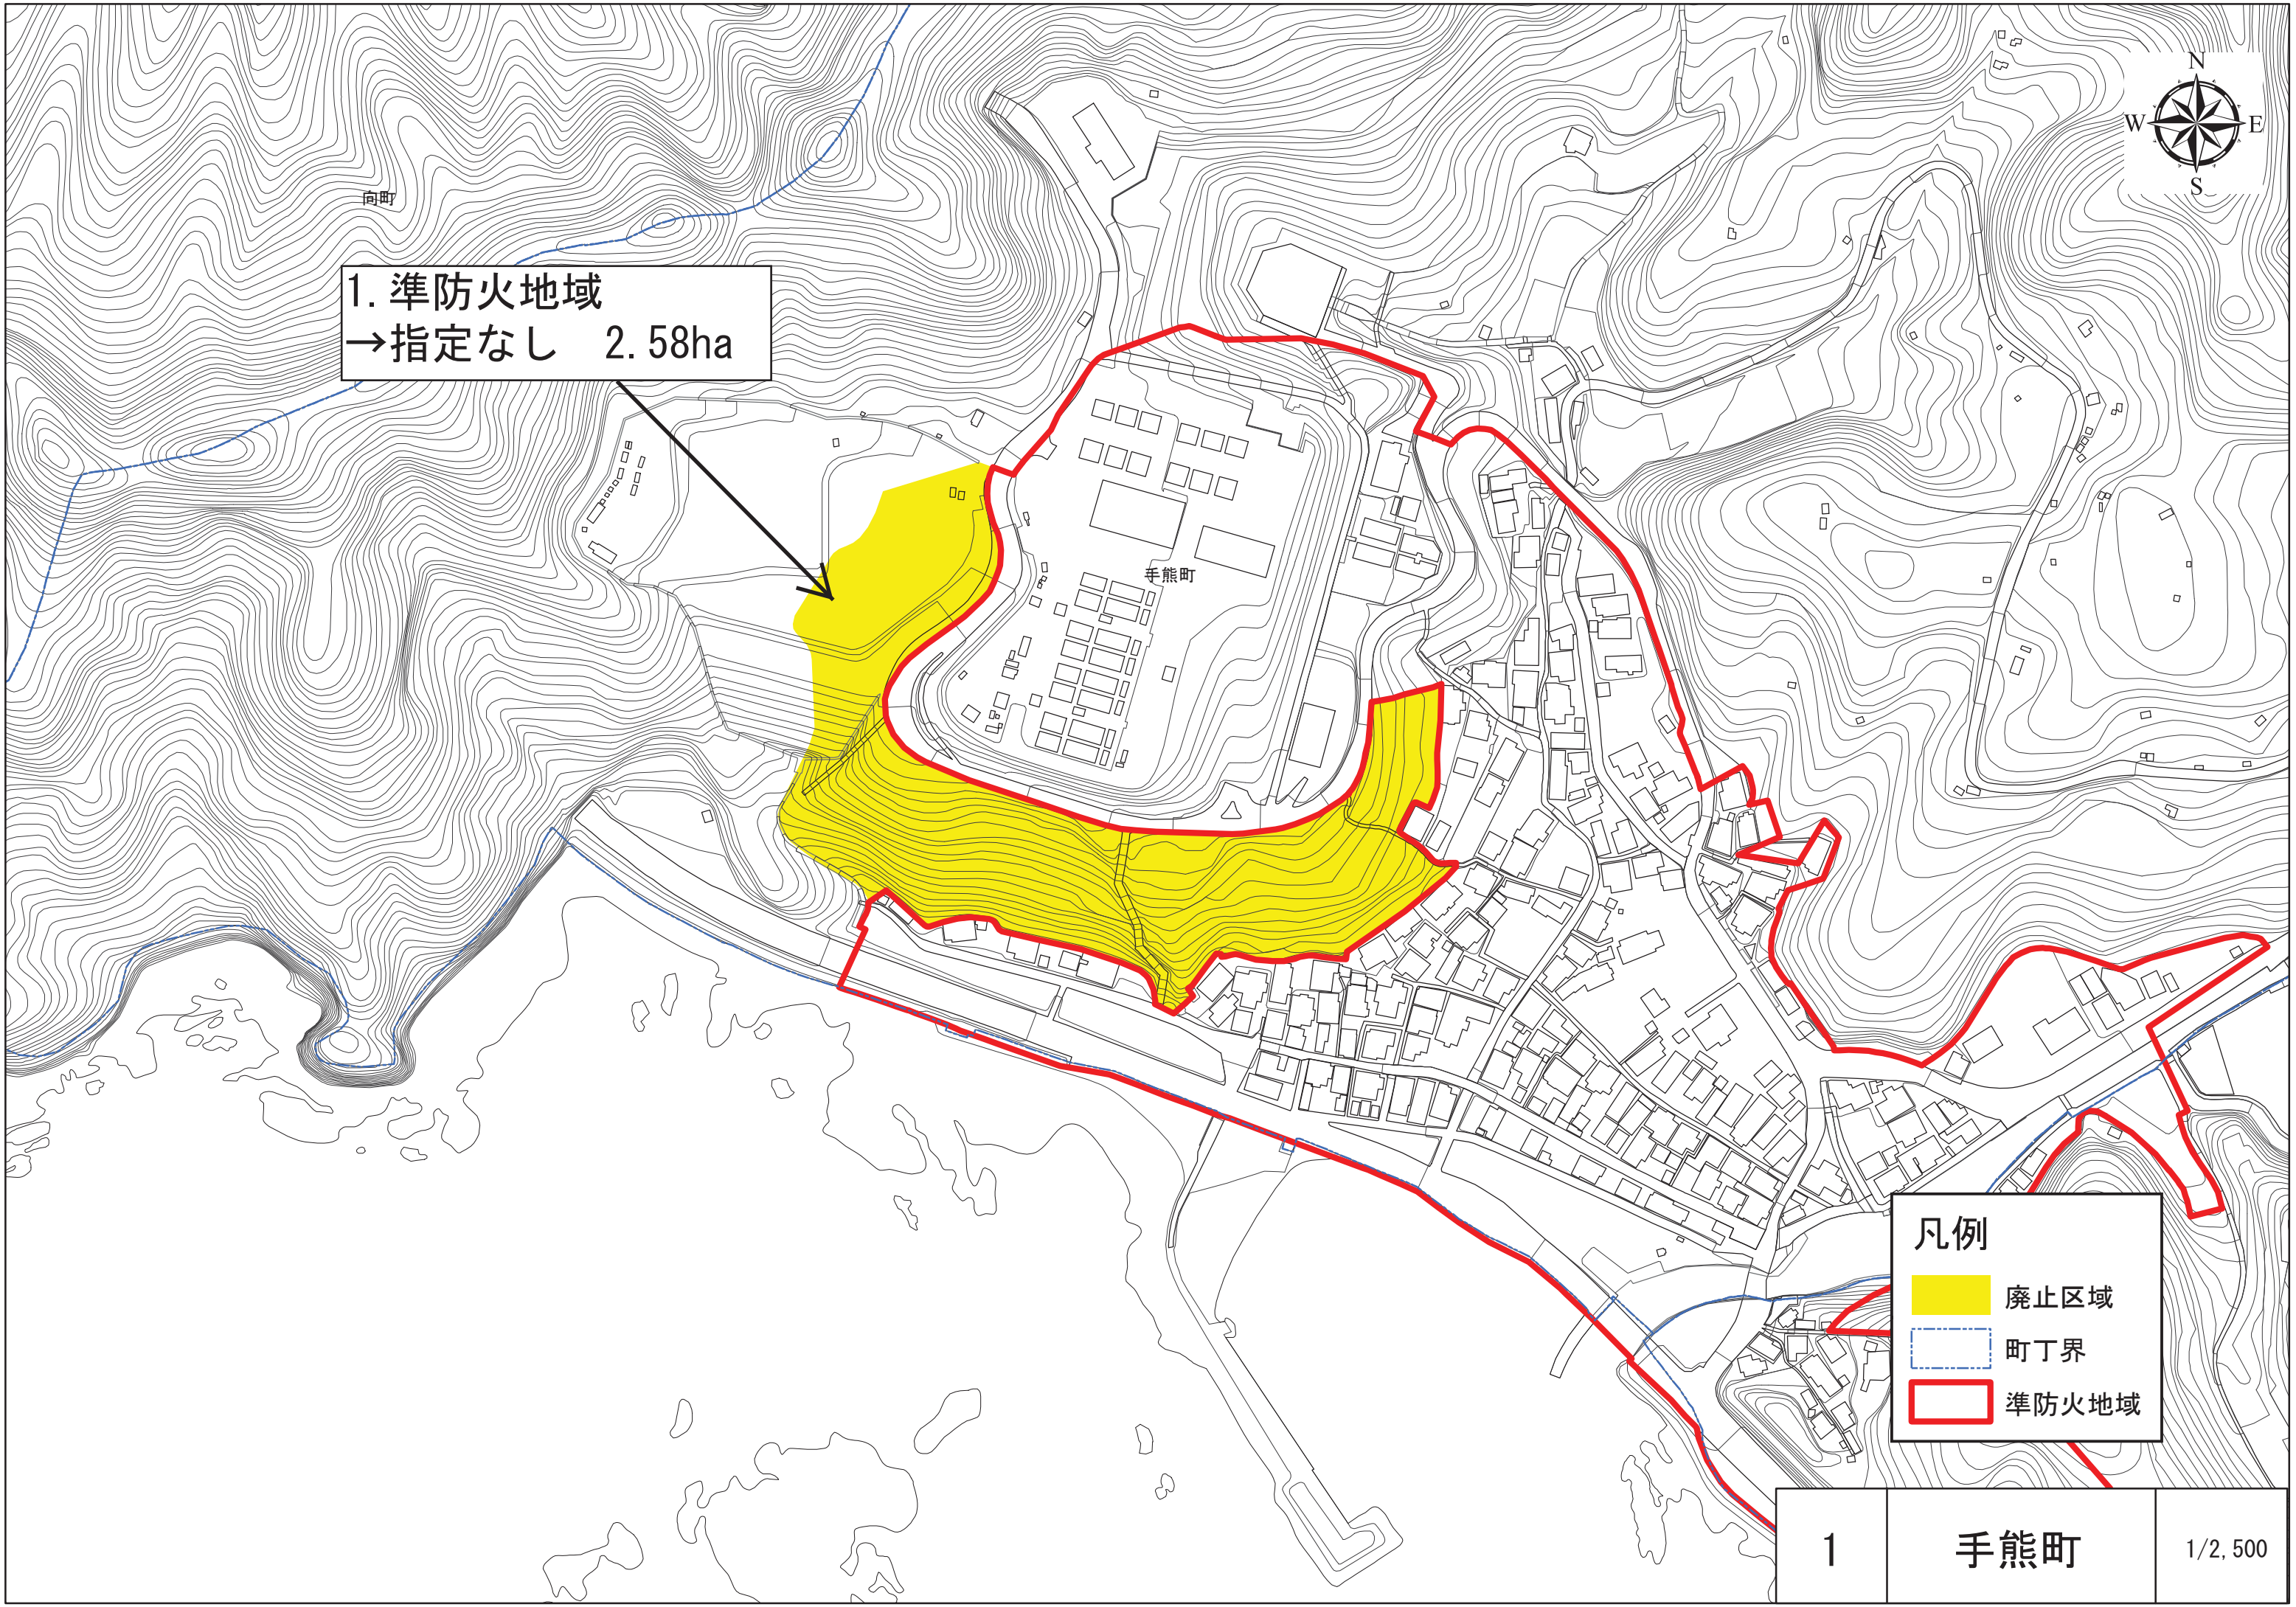 N
W
E
S
向町
1. 準防火地域
→指定なし 2.58ha
手熊町
凡例
廃止区域
町丁界
準防火地域
1
手熊町
1/2,500